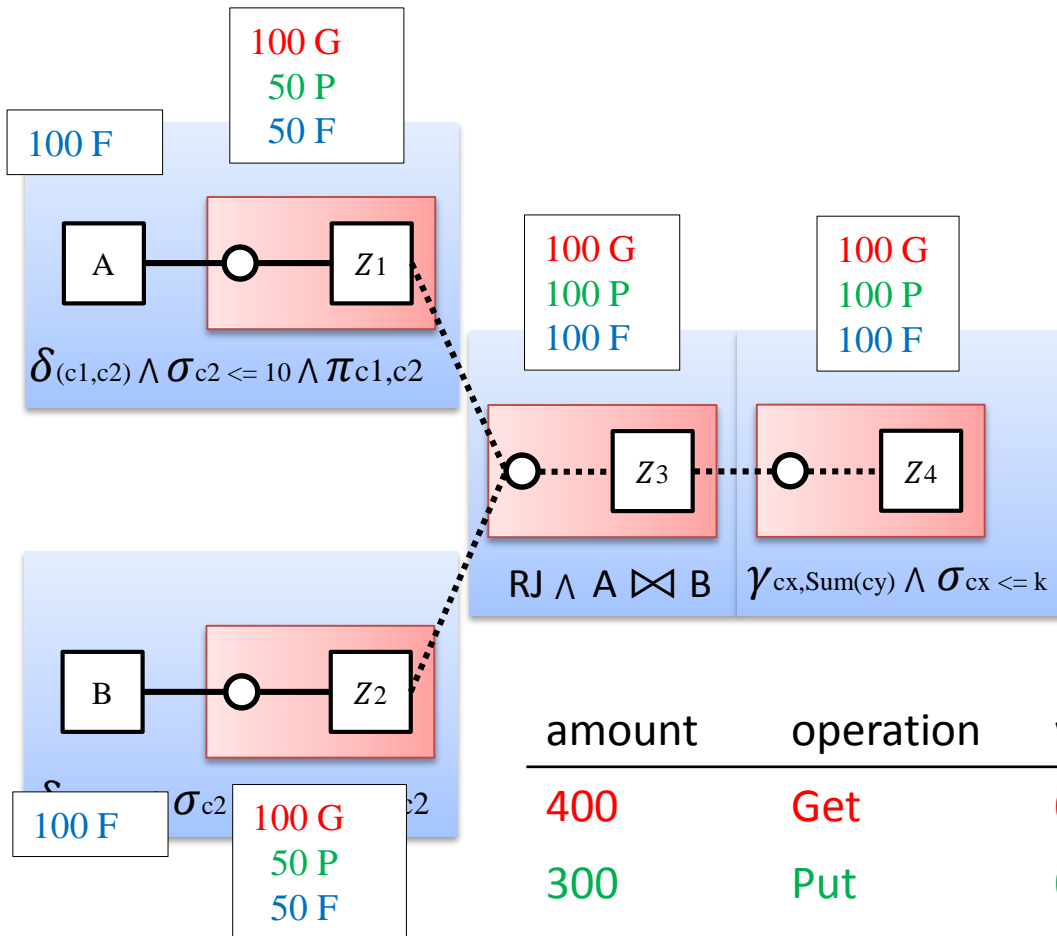 100 G
50 P
50 F
100 F
A
Z1
δ(c1,c2) ∧ σc2 <= 10 ∧ πc1,c2
100 G
100 P
100 F
100 G
100 P
100 F
Z3
Z4
RJ ∧ A ⋈ B
γcx,Sum(cy) ∧ σcx <= k
B
Z2
σc2
c2
100 F
100 G
50 P
50 F
amount operation
400 Get
300 Put